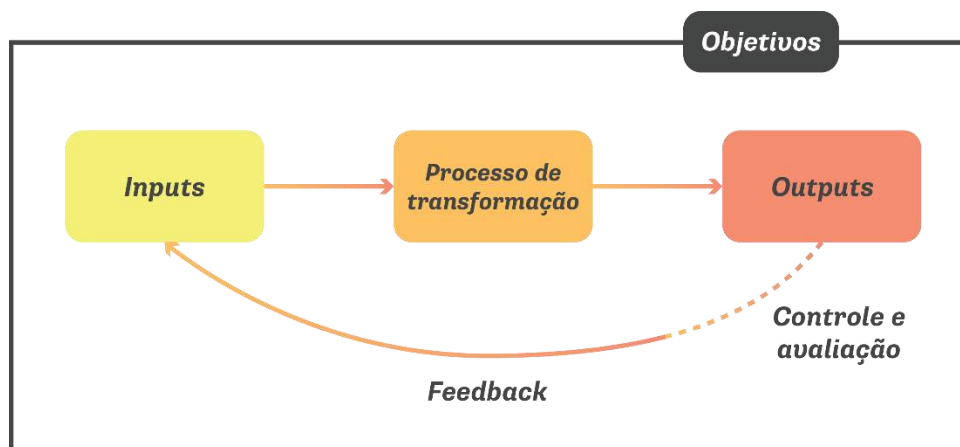 Objetivos
Inputs
Processo de
transformação
Outputs
Controle e
avaliação
Feedback